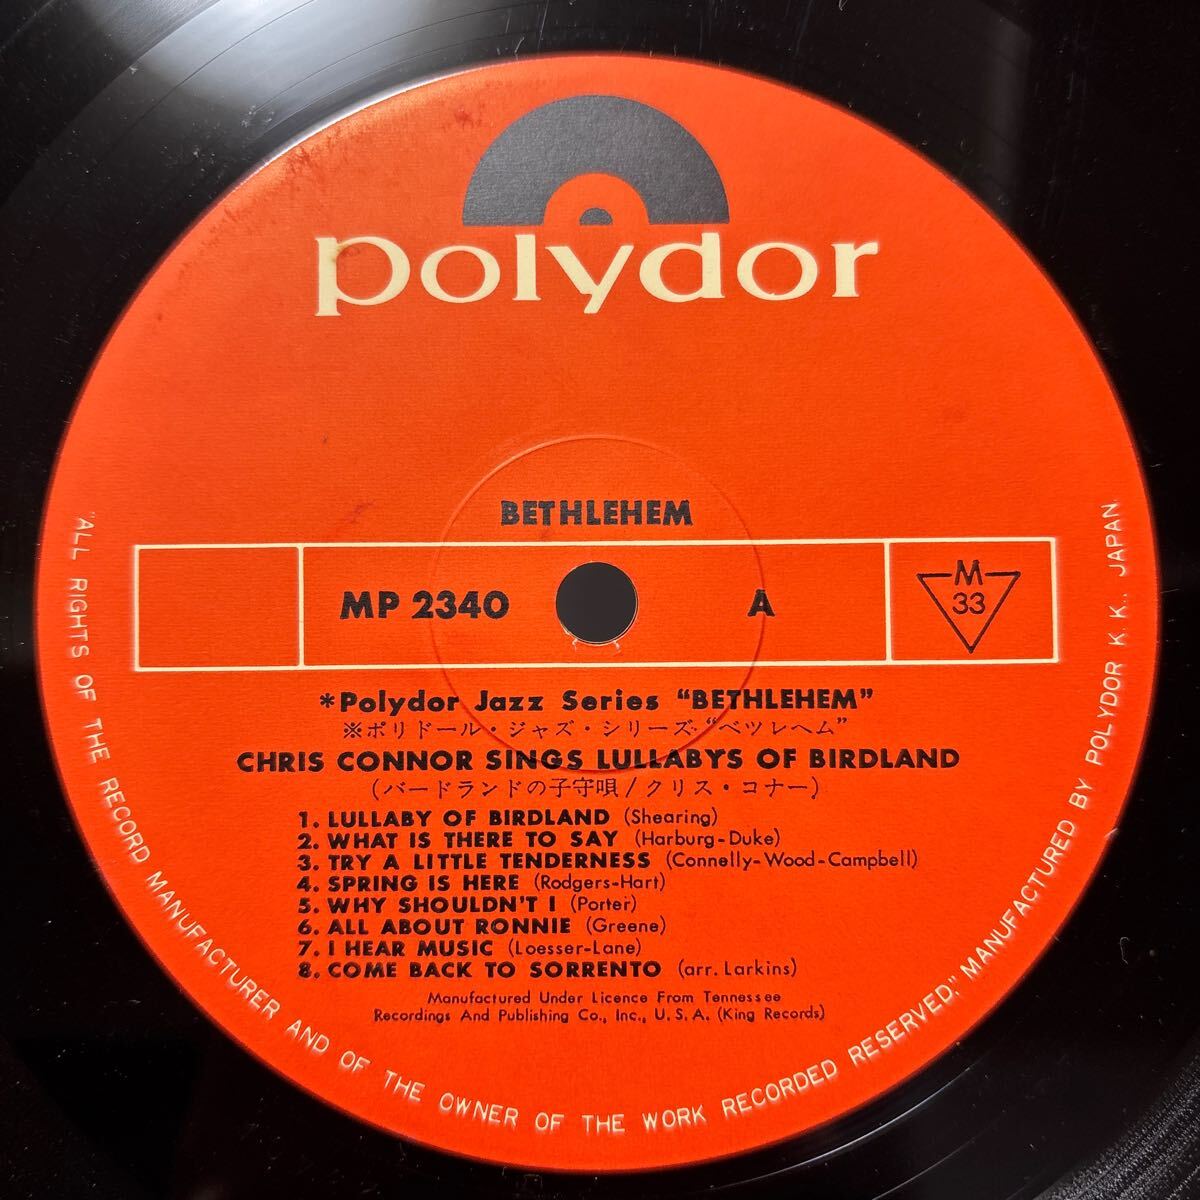 polydor
BETHLEHEM
MP 2340
A
M
33
*Polydor Jazz Series "BETHLEHEM"
※ポリドール・ジャズ・シリーズ・"ベツレヘム"
CHRIS CONNOR SINGS LULLABYS OF BIRDLAND
(バードランドの子守唄/クリス・コナー)
1. LULLABY OF BIRDLAND (Shearing)
2. WHAT IS THERE TO SAY (Harburg-Duke)
3. TRY A LITTLE TENDERNESS (Connelly-Wood-Campbell)
4. SPRING IS HERE (Rodgers-Hart)
5. WHY SHOULDN'T I (Porter)
6. ALL ABOUT RONNIE (Greene)
7. I HEAR MUSIC (Loesser-Lane)
8. COME BACK TO SORRENTO (arr. Larkins)
Manufactured Under Licence From Tennessee
Recordings And Publishing Co., Inc., U.S.A. (King Records)
"ALL RIGHTS OF THE RECORD MANUFACTURER AND OF THE OWNER OF THE WORK RECORDED RESERVED." MANUFACTURED BY POLYDOR K.K., JAPAN